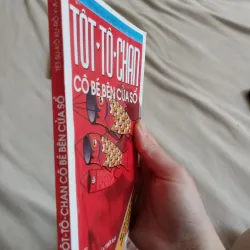 TÔT-TÔ-CHAN
CÔ BÉ BÊN CỬA SỔ
TÔT-TÔ-CHAN CÔ BÉ BÊN CỬA SỔ